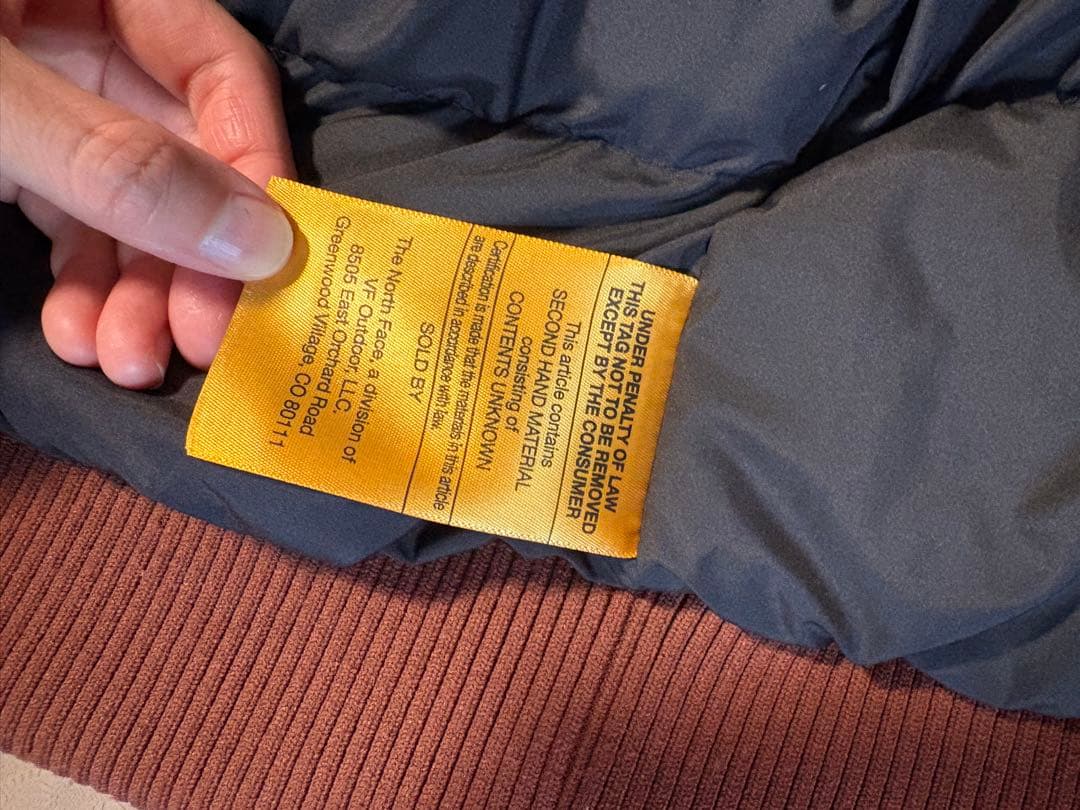 UNDER PENALTY OF LAW
THIS TAG NOT TO BE REMOVED
EXCEPT BY THE CONSUMER
This article contains
SECOND HAND MATERIAL
consisting of
CONTENTS UNKNOWN
Certification is made that the materials in this article
are described in accordance with law.
SOLD BY
The North Face, a division of
VF Outdoor, LLC.
8505 East Orchard Road
Greenwood Village, CO 80111